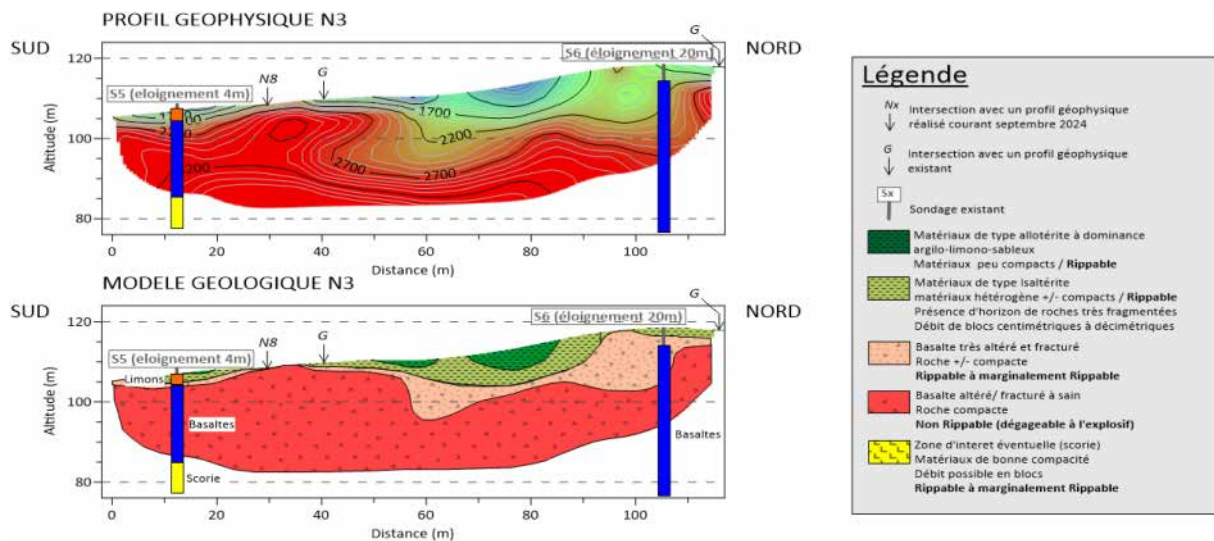 PROFIL GEOPHYSIQUE N3
SUD
NORD
G
S6 (éloignement 20m)
N8
G
S5 (eloignement 4m)
120
100
80
Altitude (m)
1700
2200
2700
2700
2200
0
20
40
60
80
100
Distance (m)
MODELE GEOLOGIQUE N3
SUD
NORD
G
S6 (éloignement 20m)
N8
G
S5 (eloignement 4m)
Limons
Basaltes
Basaltes
Scorie
120
100
80
Altitude (m)
0
20
40
60
80
100
Distance (m)
Légende
Nx
Intersection avec un profil géophysique
réalisé courant septembre 2024
G
Intersection avec un profil géophysique
existant
Sx
Sondage existant
Matériaux de type allotérite à dominance
argilo-limono-sableux
Matériaux peu compacts / Rippable
Matériaux de type Isaltérite
matériaux hétérogène +/- compacts / Rippable
Présence d'horizon de roches très fragmentées
Débit de blocs centimétriques à décimétriques
Basalte très altéré et fracturé
Roche +/- compacte
Rippable à marginalement Rippable
Basalte altéré/ fracturé à sain
Roche compacte
Non Rippable (dégageable à l'explosif)
Zone d'interet éventuelle (scorie)
Matériaux de bonne compacité
Débit possible en blocs
Rippable à marginalement Rippable